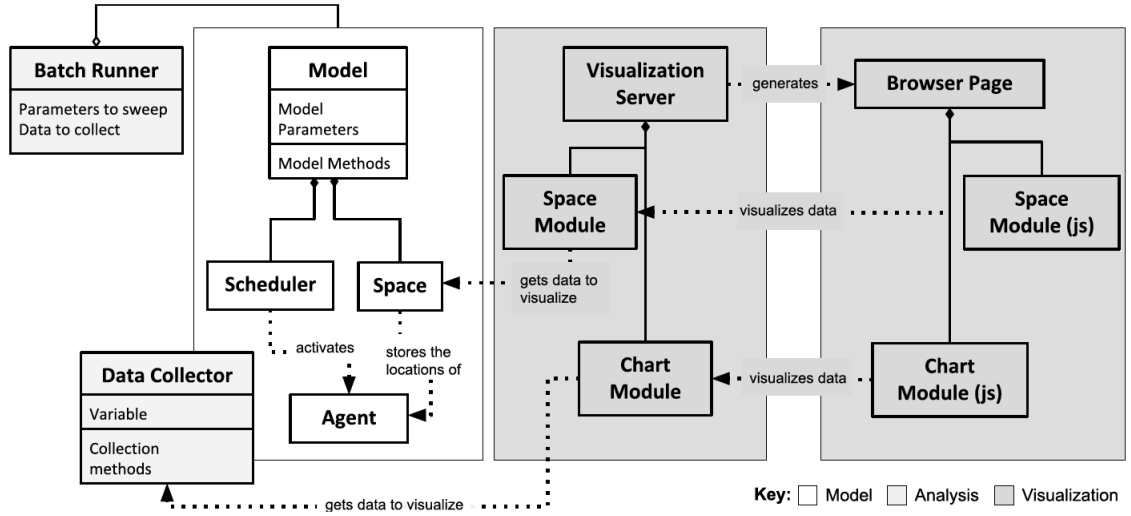 Batch Runner
Parameters to sweep
Data to collect
Model
Model
Parameters
Model Methods
Scheduler
Space
activates
stores the
locations of
Agent
Data Collector
Variable
Collection
methods
Visualization
Server
generates
Browser Page
Space
Module
visualizes data
Space
Module (js)
gets data to
visualize
Chart
Module
visualizes data
Chart
Module (js)
gets data to visualize
Key: Model Analysis Visualization